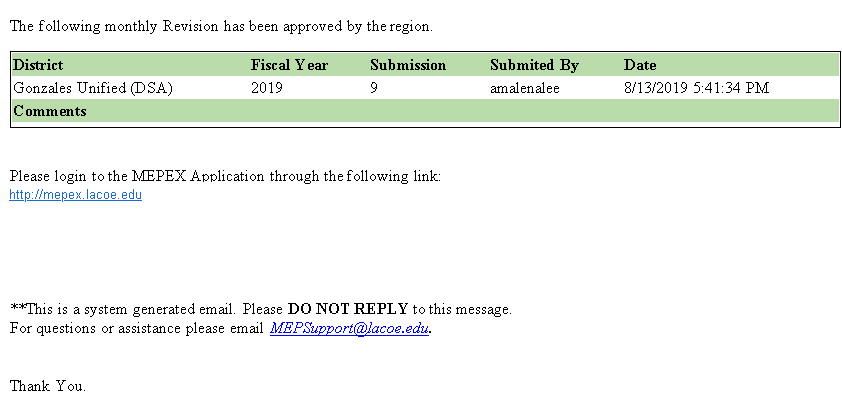 The following monthly Revision has been approved by the region.
District Fiscal Year Submission Submited By Date
Gonzales Unified (DSA) 2019 9 amalenalee 8/13/2019 5:41:34 PM
Comments
Please login to the MEPEX Application through the following link:
http://mepex.lacoe.edu
**This is a system generated email. Please DO NOT REPLY to this message.
For questions or assistance please email MEPSupport@lacoe.edu.
Thank You.